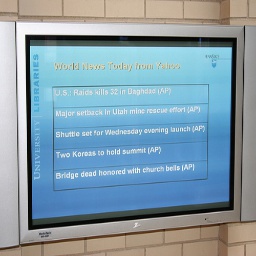 World News Today from Yahoo
U.S. Raids kills 32 in Baghdad (AP)
Major setback in Utah mine rescue effort (AP)
Shuttle set for Wednesday evening launch (AP)
Two Koreas to hold summit (AP)
Bridge dead honored with church bells (AP)
UNIVERSITY LIBRARIES